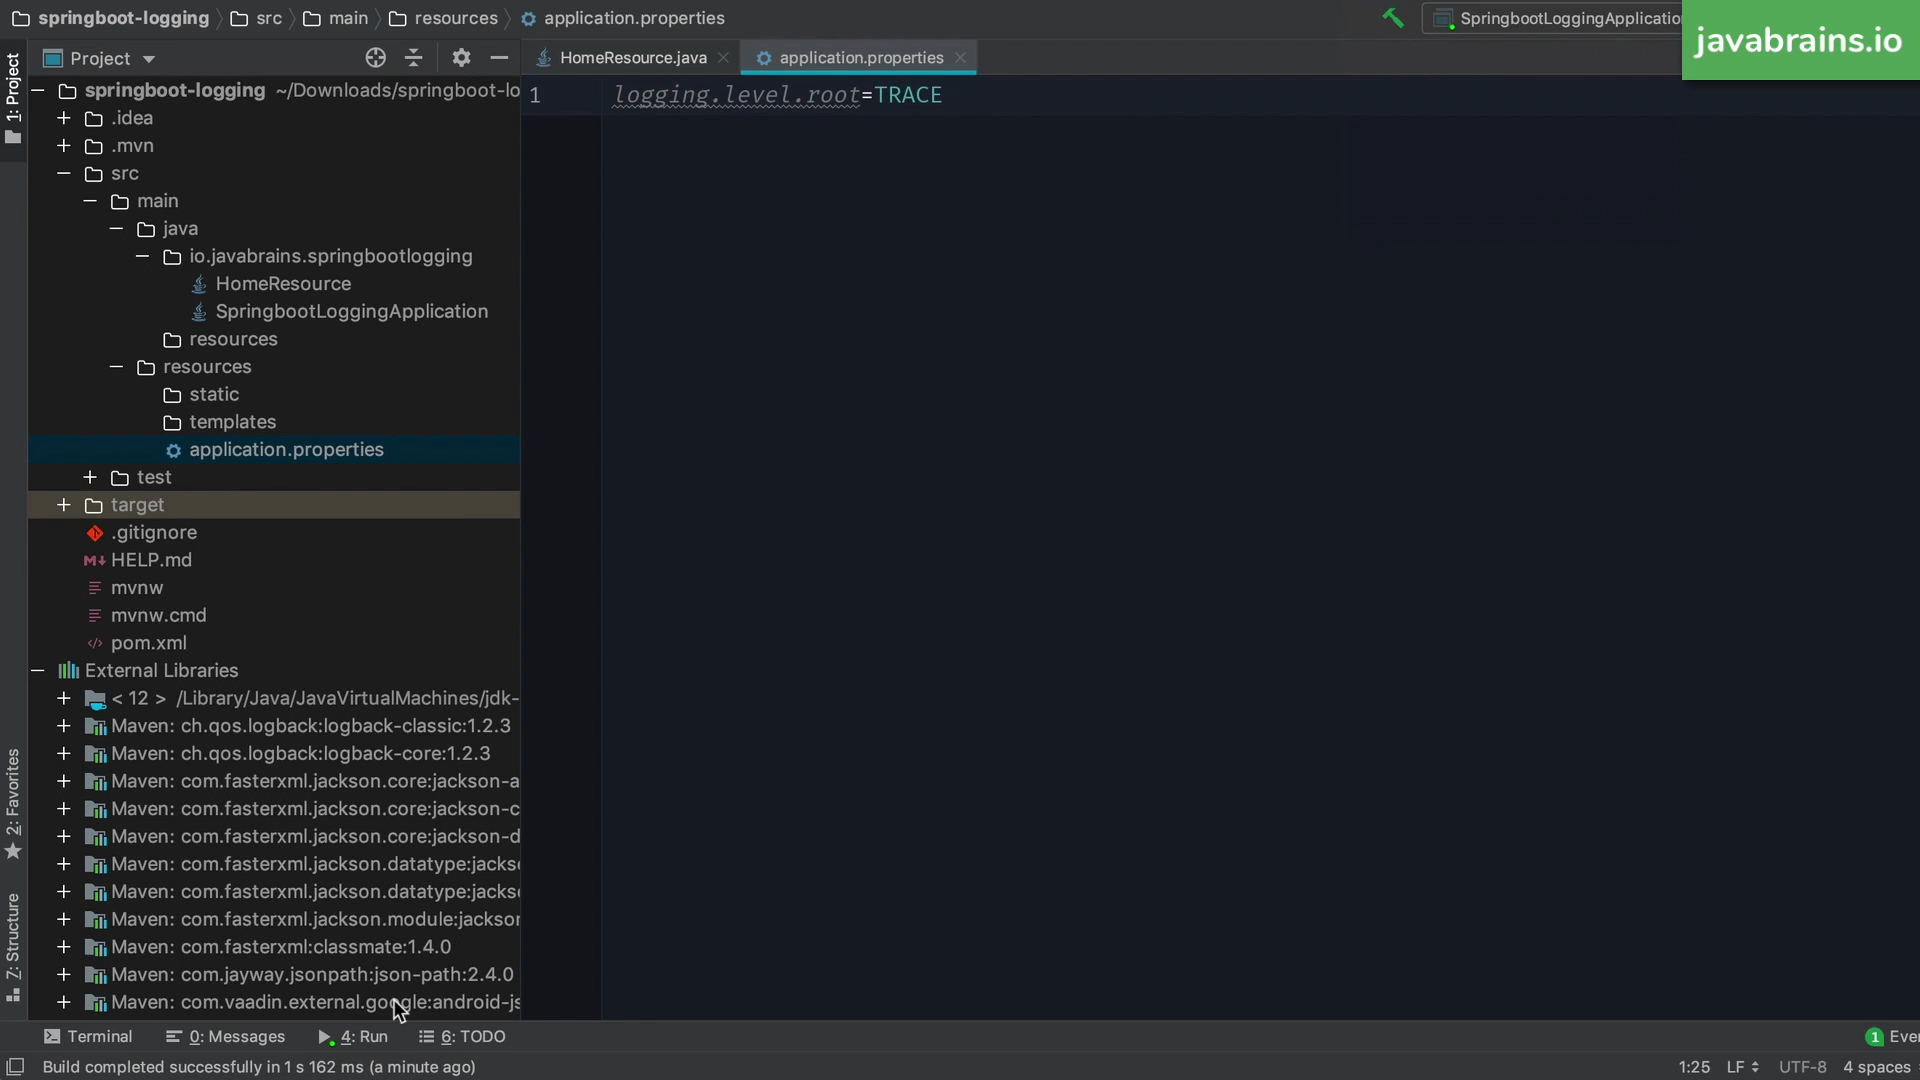 springboot-logging src main resources application.properties
SpringbootLoggingApplicatio
javabrains.io
1: Project
Project
HomeResource.java
application.properties
springboot-logging ~/Downloads/springboot-lo
1 logging.level.root=TRACE
.idea
.mvn
src
main
java
io.javabrains.springbootlogging
HomeResource
SpringbootLoggingApplication
resources
resources
static
templates
application.properties
test
target
.gitignore
HELP.md
mvnw
mvnw.cmd
pom.xml
External Libraries
< 12 > /Library/Java/JavaVirtualMachines/jdk-
Maven: ch.qos.logback:logback-classic:1.2.3
Maven: ch.qos.logback:logback-core:1.2.3
Maven: com.fasterxml.jackson.core:jackson-a
Maven: com.fasterxml.jackson.core:jackson-c
Maven: com.fasterxml.jackson.core:jackson-d
Maven: com.fasterxml.jackson.datatype:jacks
Maven: com.fasterxml.jackson.datatype:jacks
Maven: com.fasterxml.jackson.module:jackson
Maven: com.fasterxml:classmate:1.4.0
Maven: com.jayway.jsonpath:json-path:2.4.0
Maven: com.vaadin.external.google:android-js
2: Favorites
7: Structure
Terminal 0: Messages 4: Run 6: TODO
1 Ever
Build completed successfully in 1 s 162 ms (a minute ago)
1:25 LF UTF-8 4 spaces